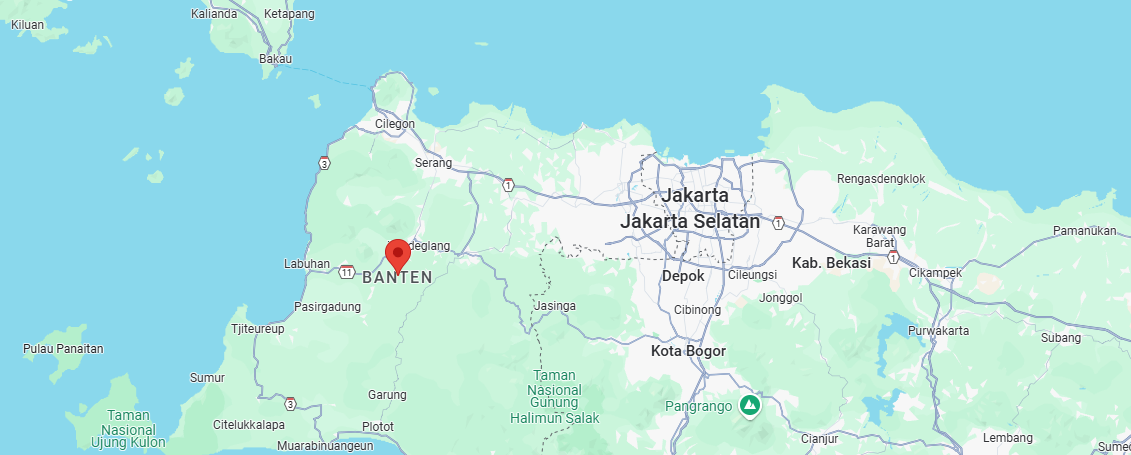 Kalianda
Ketapang
Kiluan
Bakau
Cilegon
3
Serang
1
Rengasdengklok
Jakarta
Jakarta Selatan
1
Karawang
Barat
Pamanukan
deglang
Labuhan
11
BANTEN
Depok
Cileungsi
Kab. Bekasi
1
Cikampek
Pasirgadung
Jasinga
Cibinong
Jonggol
Tjiteureup
Purwakarta
Subang
Pulau Panaitan
Kota Bogor
Sumur
Taman
Nasional
Gunung
Halimun Salak
Garung
3
Pangrango
Taman
Nasional
Ujung Kulon
Citelukkalapa
Plotot
Muarabinuangeun
Cianjur
Lembang
Sumed